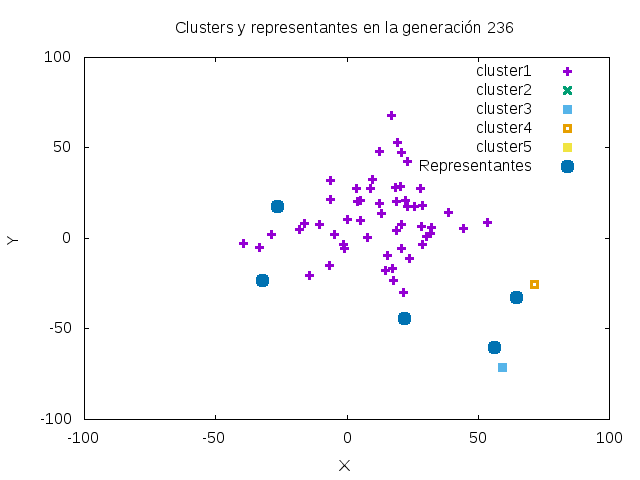 Clusters y representantes en la generación 236
100
50
0
-50
-100
Y
cluster1
cluster2
cluster3
cluster4
cluster5
Representantes
-100 -50 0 50 100
X